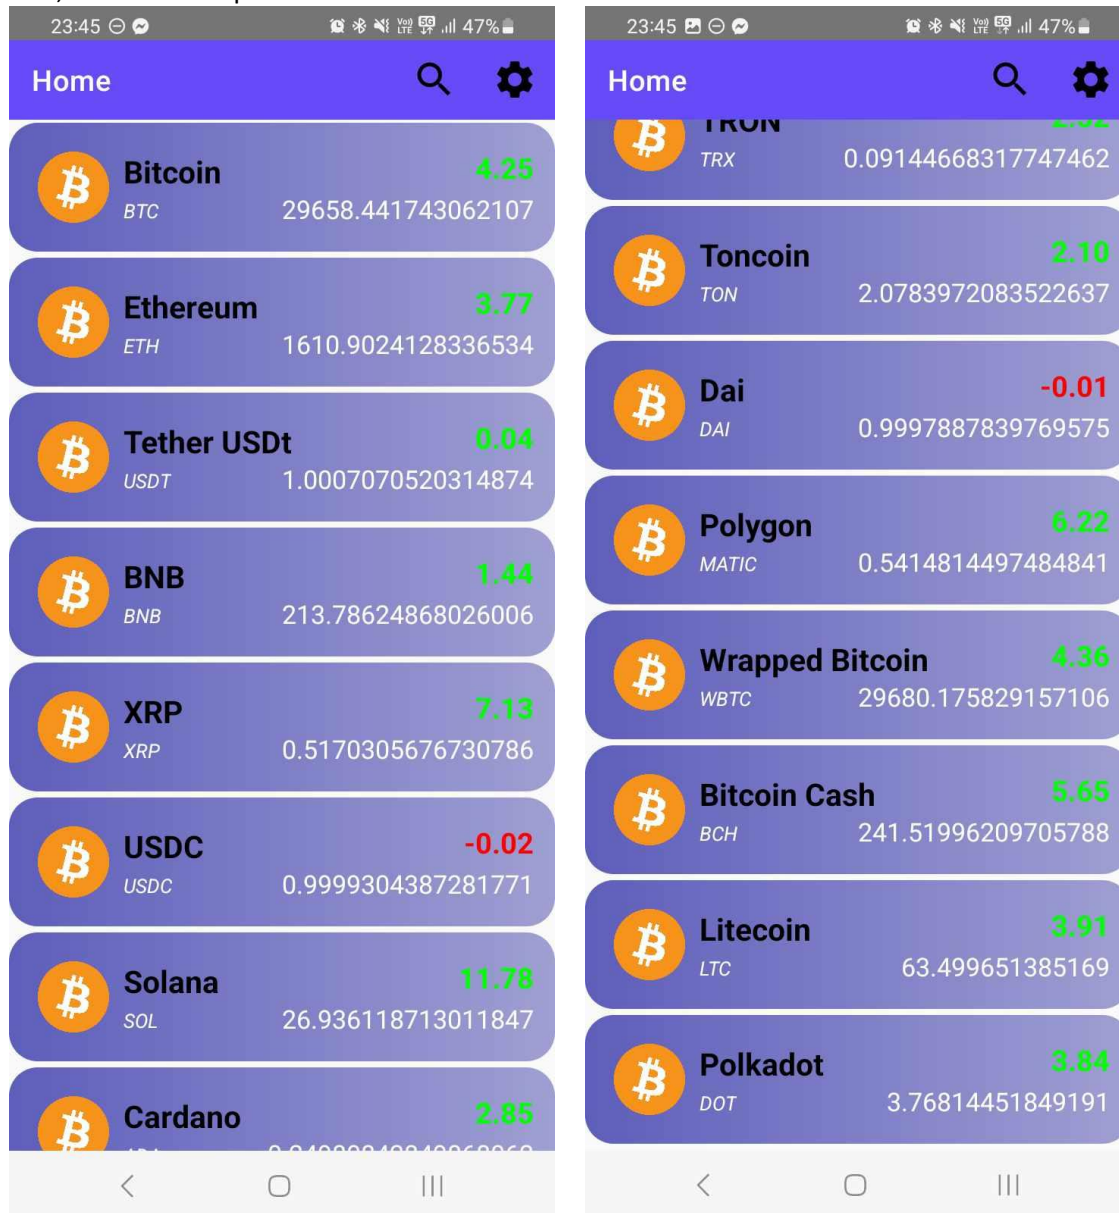 23:45
47%
Home
Bitcoin
4.25
BTC
29658.441743062107
Ethereum
3.77
ETH
1610.9024128336534
Tether USDt
0.04
USDT
1.0007070520314874
BNB
1.44
BNB
213.78624868026006
XRP
7.13
XRP
0.5170305676730786
USDC
-0.02
USDC
0.9999304387281771
Solana
11.78
SOL
26.936118713011847
Cardano
2.85
23:45
47%
Home
TRON
TRX
0.09144668317747462
Toncoin
2.10
TON
2.0783972083522637
Dai
-0.01
DAI
0.9997887839769575
Polygon
6.22
MATIC
0.5414814497484841
Wrapped Bitcoin
4.36
WBTC
29680.175829157106
Bitcoin Cash
5.65
BCH
241.51996209705788
Litecoin
3.91
LTC
63.499651385169
Polkadot
3.84
DOT
3.76814451849191